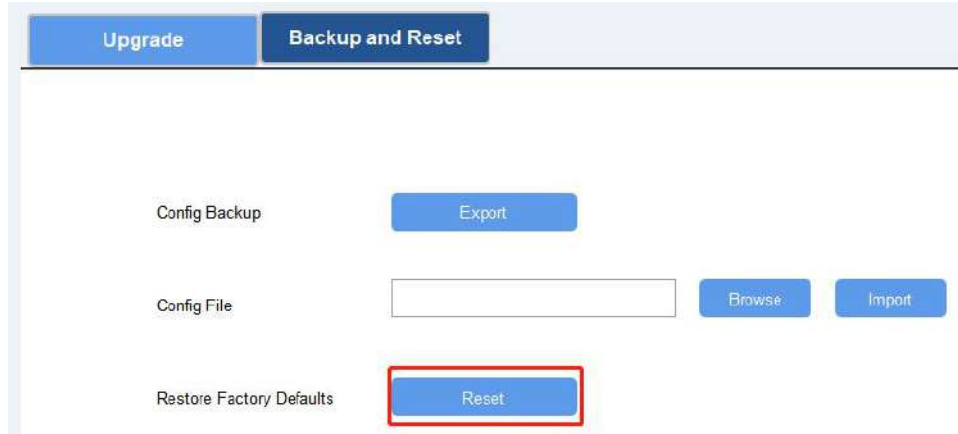 Upgrade Backup and Reset
Config Backup Export
Config File Browse Import
Restore Factory Defaults Reset